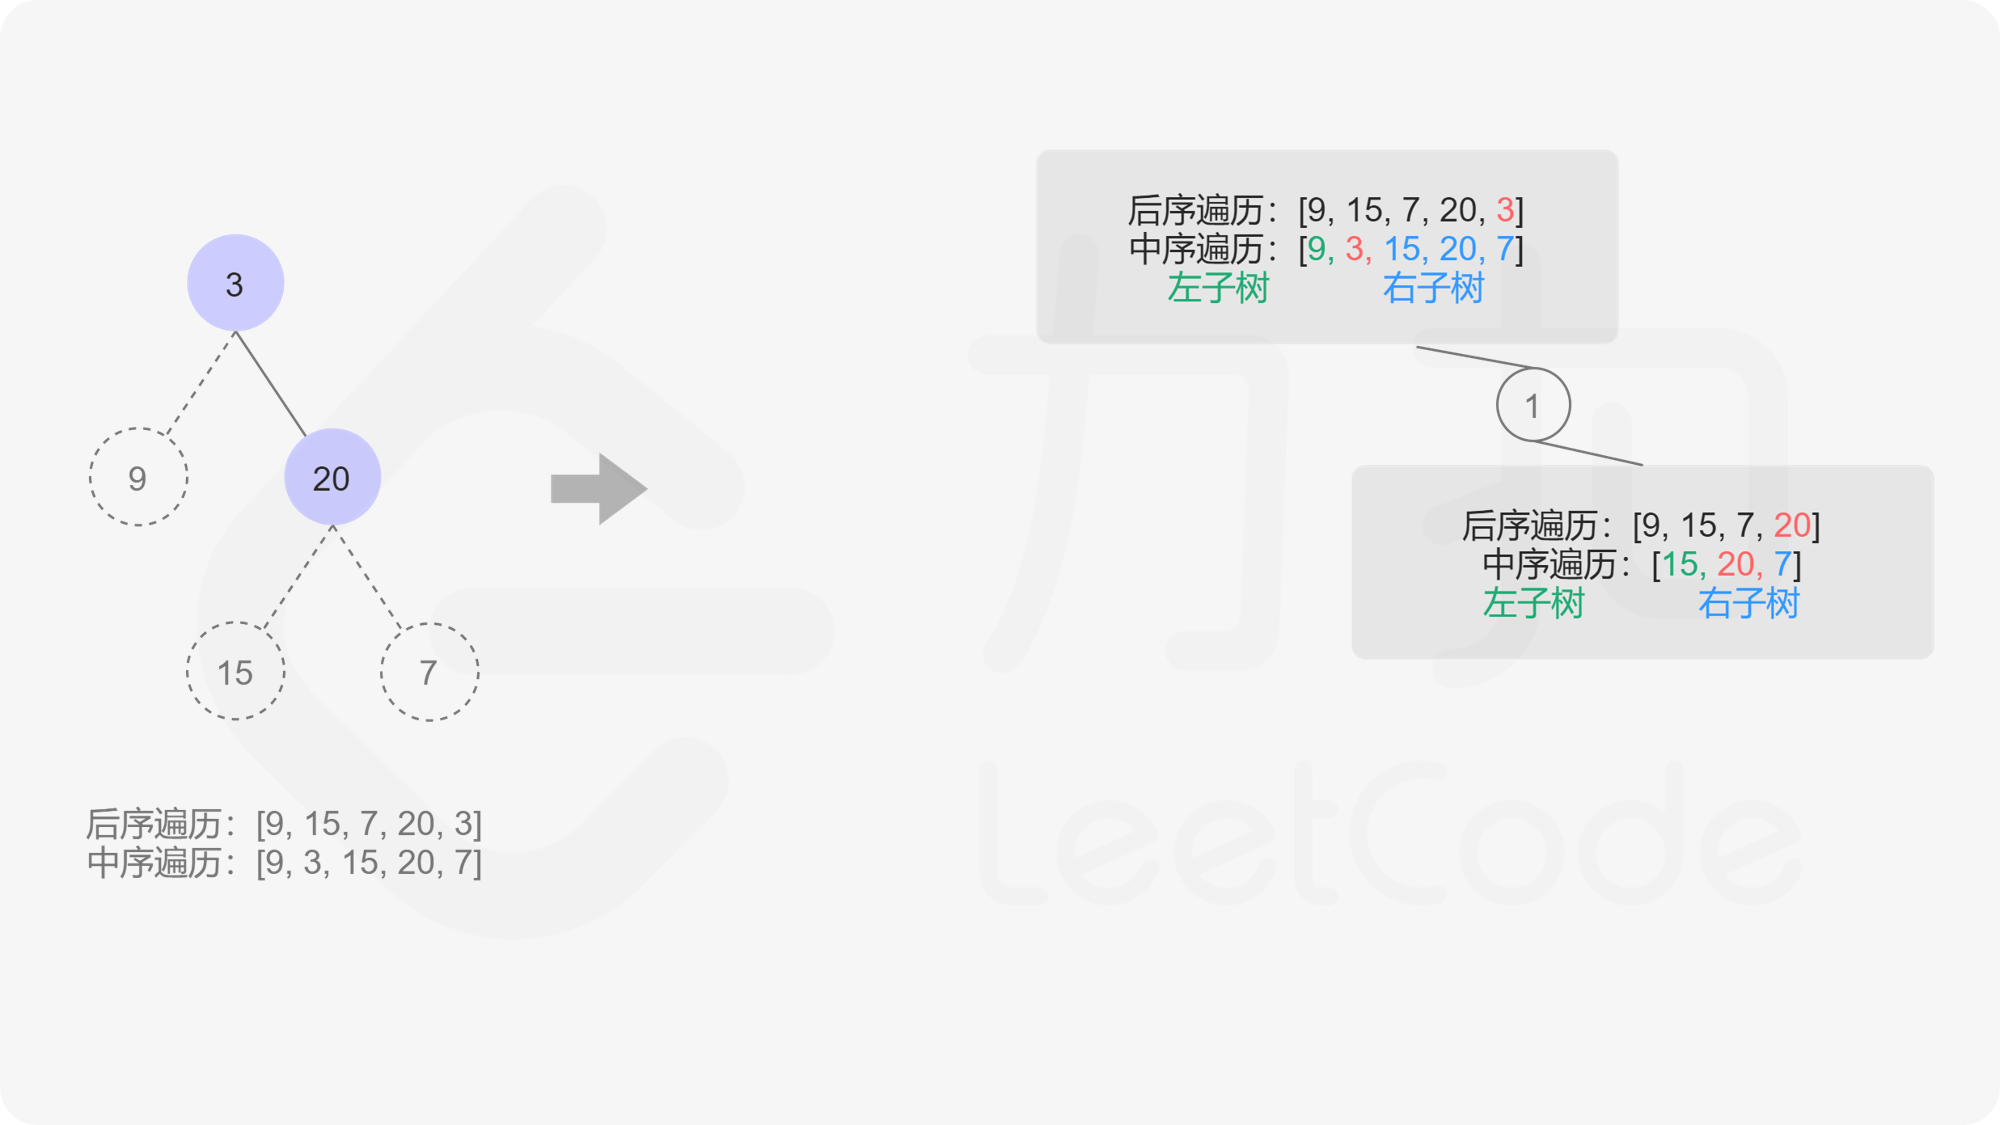 3
9
20
15
7
后序遍历：[9, 15, 7, 20, 3]
中序遍历：[9, 3, 15, 20, 7]
后序遍历：[9, 15, 7, 20, 3]
中序遍历：[9, 3, 15, 20, 7]
左子树 右子树
1
后序遍历：[9, 15, 7, 20]
中序遍历：[15, 20, 7]
左子树 右子树
力扣
LeetCode